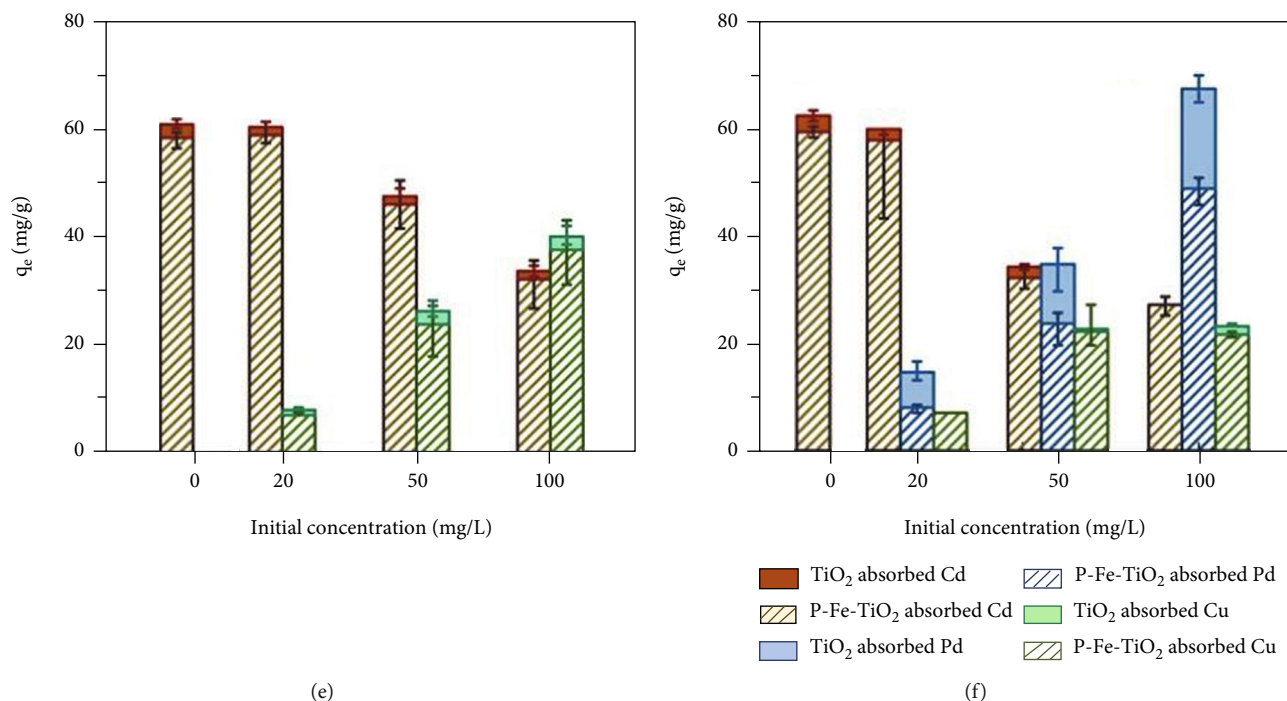 80
60
40
20
0
qe (mg/g)
0 20 50 100
Initial concentration (mg/L)
(e)
80
60
40
20
0
qe (mg/g)
0 20 50 100
Initial concentration (mg/L)
TiO2 absorbed Cd
P-Fe-TiO2 absorbed Cd
TiO2 absorbed Pd
P-Fe-TiO2 absorbed Pd
TiO2 absorbed Cu
P-Fe-TiO2 absorbed Cu
(f)